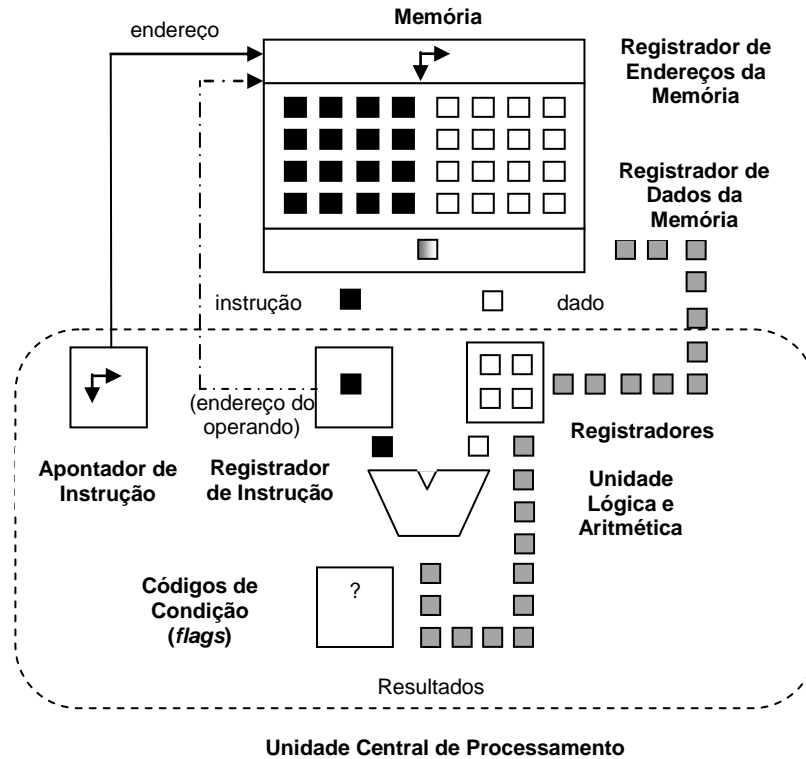 Memória
endereço
Registrador de
Endereços da
Memória
Registrador de
Dados da
Memória
instrução
dado
(endereço do
operando)
Registradores
Apontador de
Instrução
Registrador
de Instrução
Unidade
Lógica e
Aritmética
Códigos de
Condição
(flags)
?
Resultados
Unidade Central de Processamento